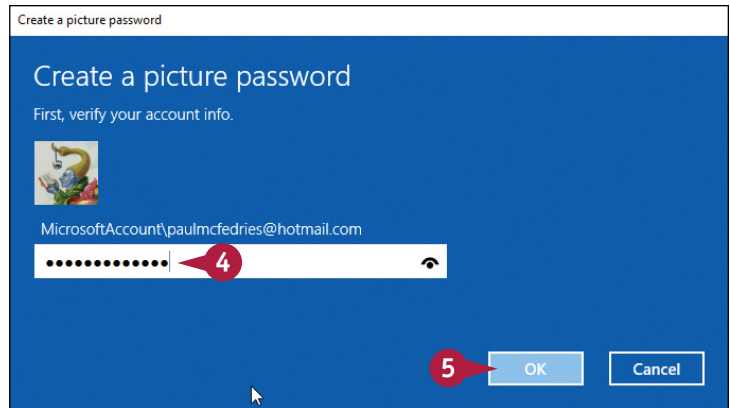 Create a picture password
Create a picture password
First, verify your account info.
MicrosoftAccount\paulmcfedries@hotmail.com
●●●●●●●●●●●●● 4
5 OK Cancel